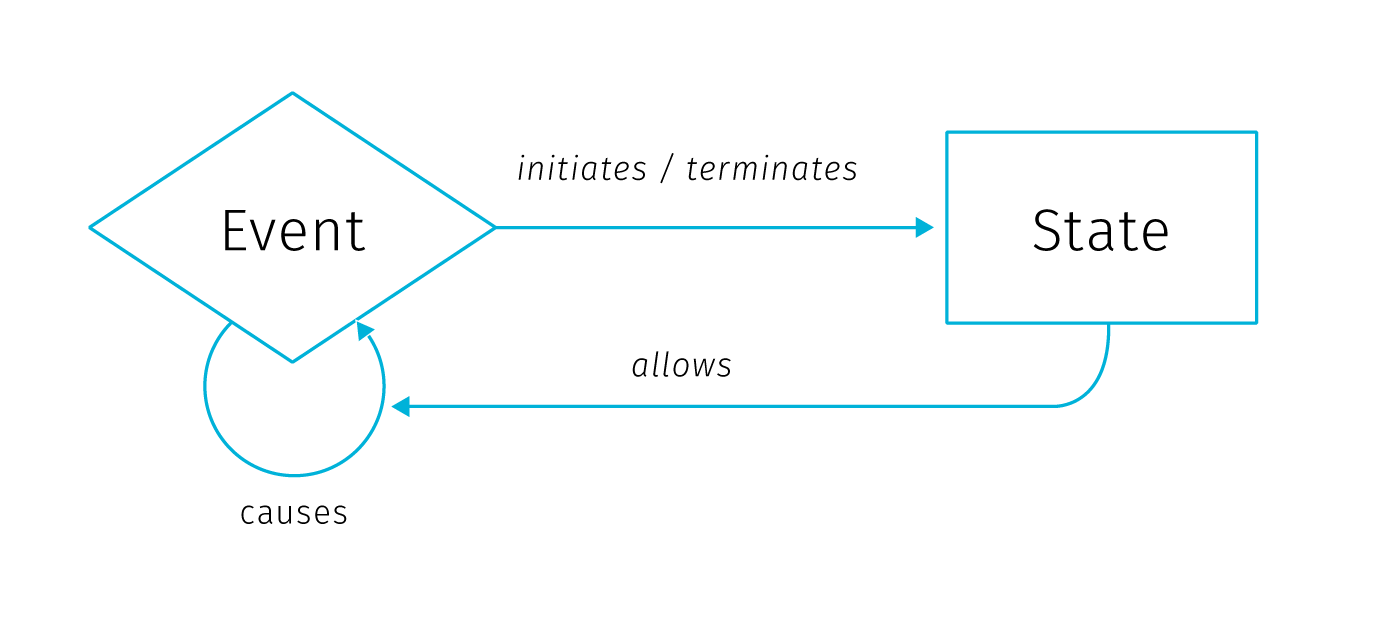 initiates / terminates
Event
State
allows
causes